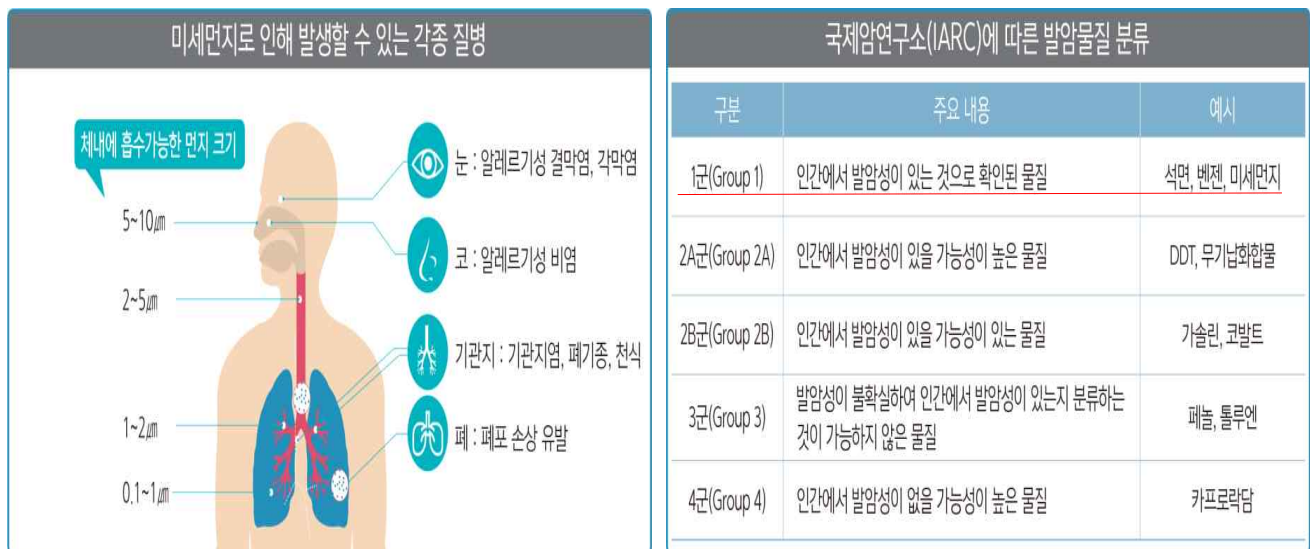 미세먼지로 인해 발생할 수 있는 각종 질병
체내에 흡수가능한 먼지 크기
5~10㎛
2~5㎛
1~2㎛
0.1~1㎛
눈 : 알레르기성 결막염, 각막염
코 : 알레르기성 비염
기관지 : 기관지염, 폐기종, 천식
폐 : 폐포 손상 유발
국제암연구소(IARC)에 따른 발암물질 분류
구분 주요 내용 예시
1군(Group 1) 인간에서 발암성이 있는 것으로 확인된 물질 석면, 벤젠, 미세먼지
2A군(Group 2A) 인간에서 발암성이 있을 가능성이 높은 물질 DDT, 무기납화합물
2B군(Group 2B) 인간에서 발암성이 있을 가능성이 있는 물질 가솔린, 코발트
3군(Group 3) 발암성이 불확실하여 인간에서 발암성이 있는지 분류하는
것이 가능하지 않은 물질 페놀, 톨루엔
4군(Group 4) 인간에서 발암성이 없을 가능성이 높은 물질 카프로락담